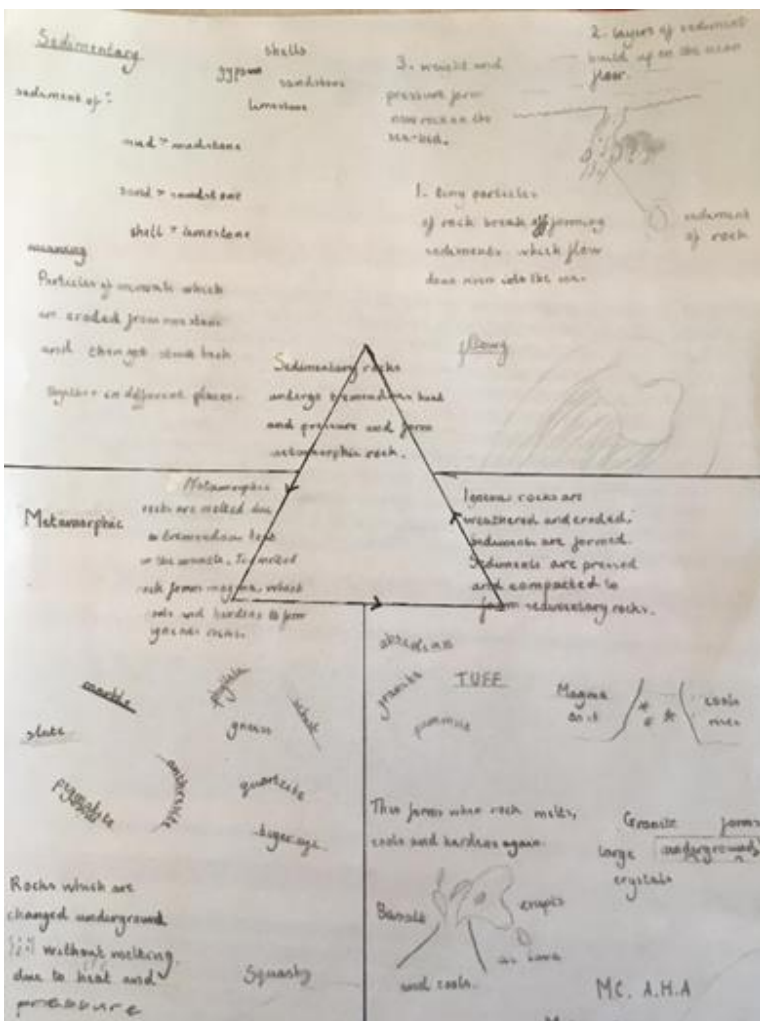 Sedimentary
shells
gypsum
sandstone
limestone
sediment of :
mud = mudstone
sand = sandstone
shell = limestone
meaning
Particles of minerals which
are eroded from
and changes stuck back
together in different places.
3. weight and
pressure form
new rock on the
sea-bed.
2. layers of sediment
build up on the ocean
floor.
sediment
of rock
1. tiny particles
of rock break off forming
sediments which flow
down rivers into the sea.
Sedimentary rocks
undergo tremendous heat
and pressure and form
metamorphic rock.
Metamorphic
Metamorphic
rocks are melted due
to tremendous heat
in the mantle. The melted
rock forms magma, which
cools and hardens to form
igneous rocks.
Igneous rocks are
weathered and eroded,
sediments are formed.
Sediments are pressed
and compacted to
form sedimentary rocks.
marble
phyllite
schist
slate
gneiss
anthracite
quartzite
Rocks which are
changed underground
without melting
due to heat and
pressure
Squashy
granite
TUFF
Magma
as it
cools
This forms when rock melts,
cools and hardens again.
Granite forms
large underground
crystals
Basalt
erupts
as lava
and cools.
MC. A.H.A